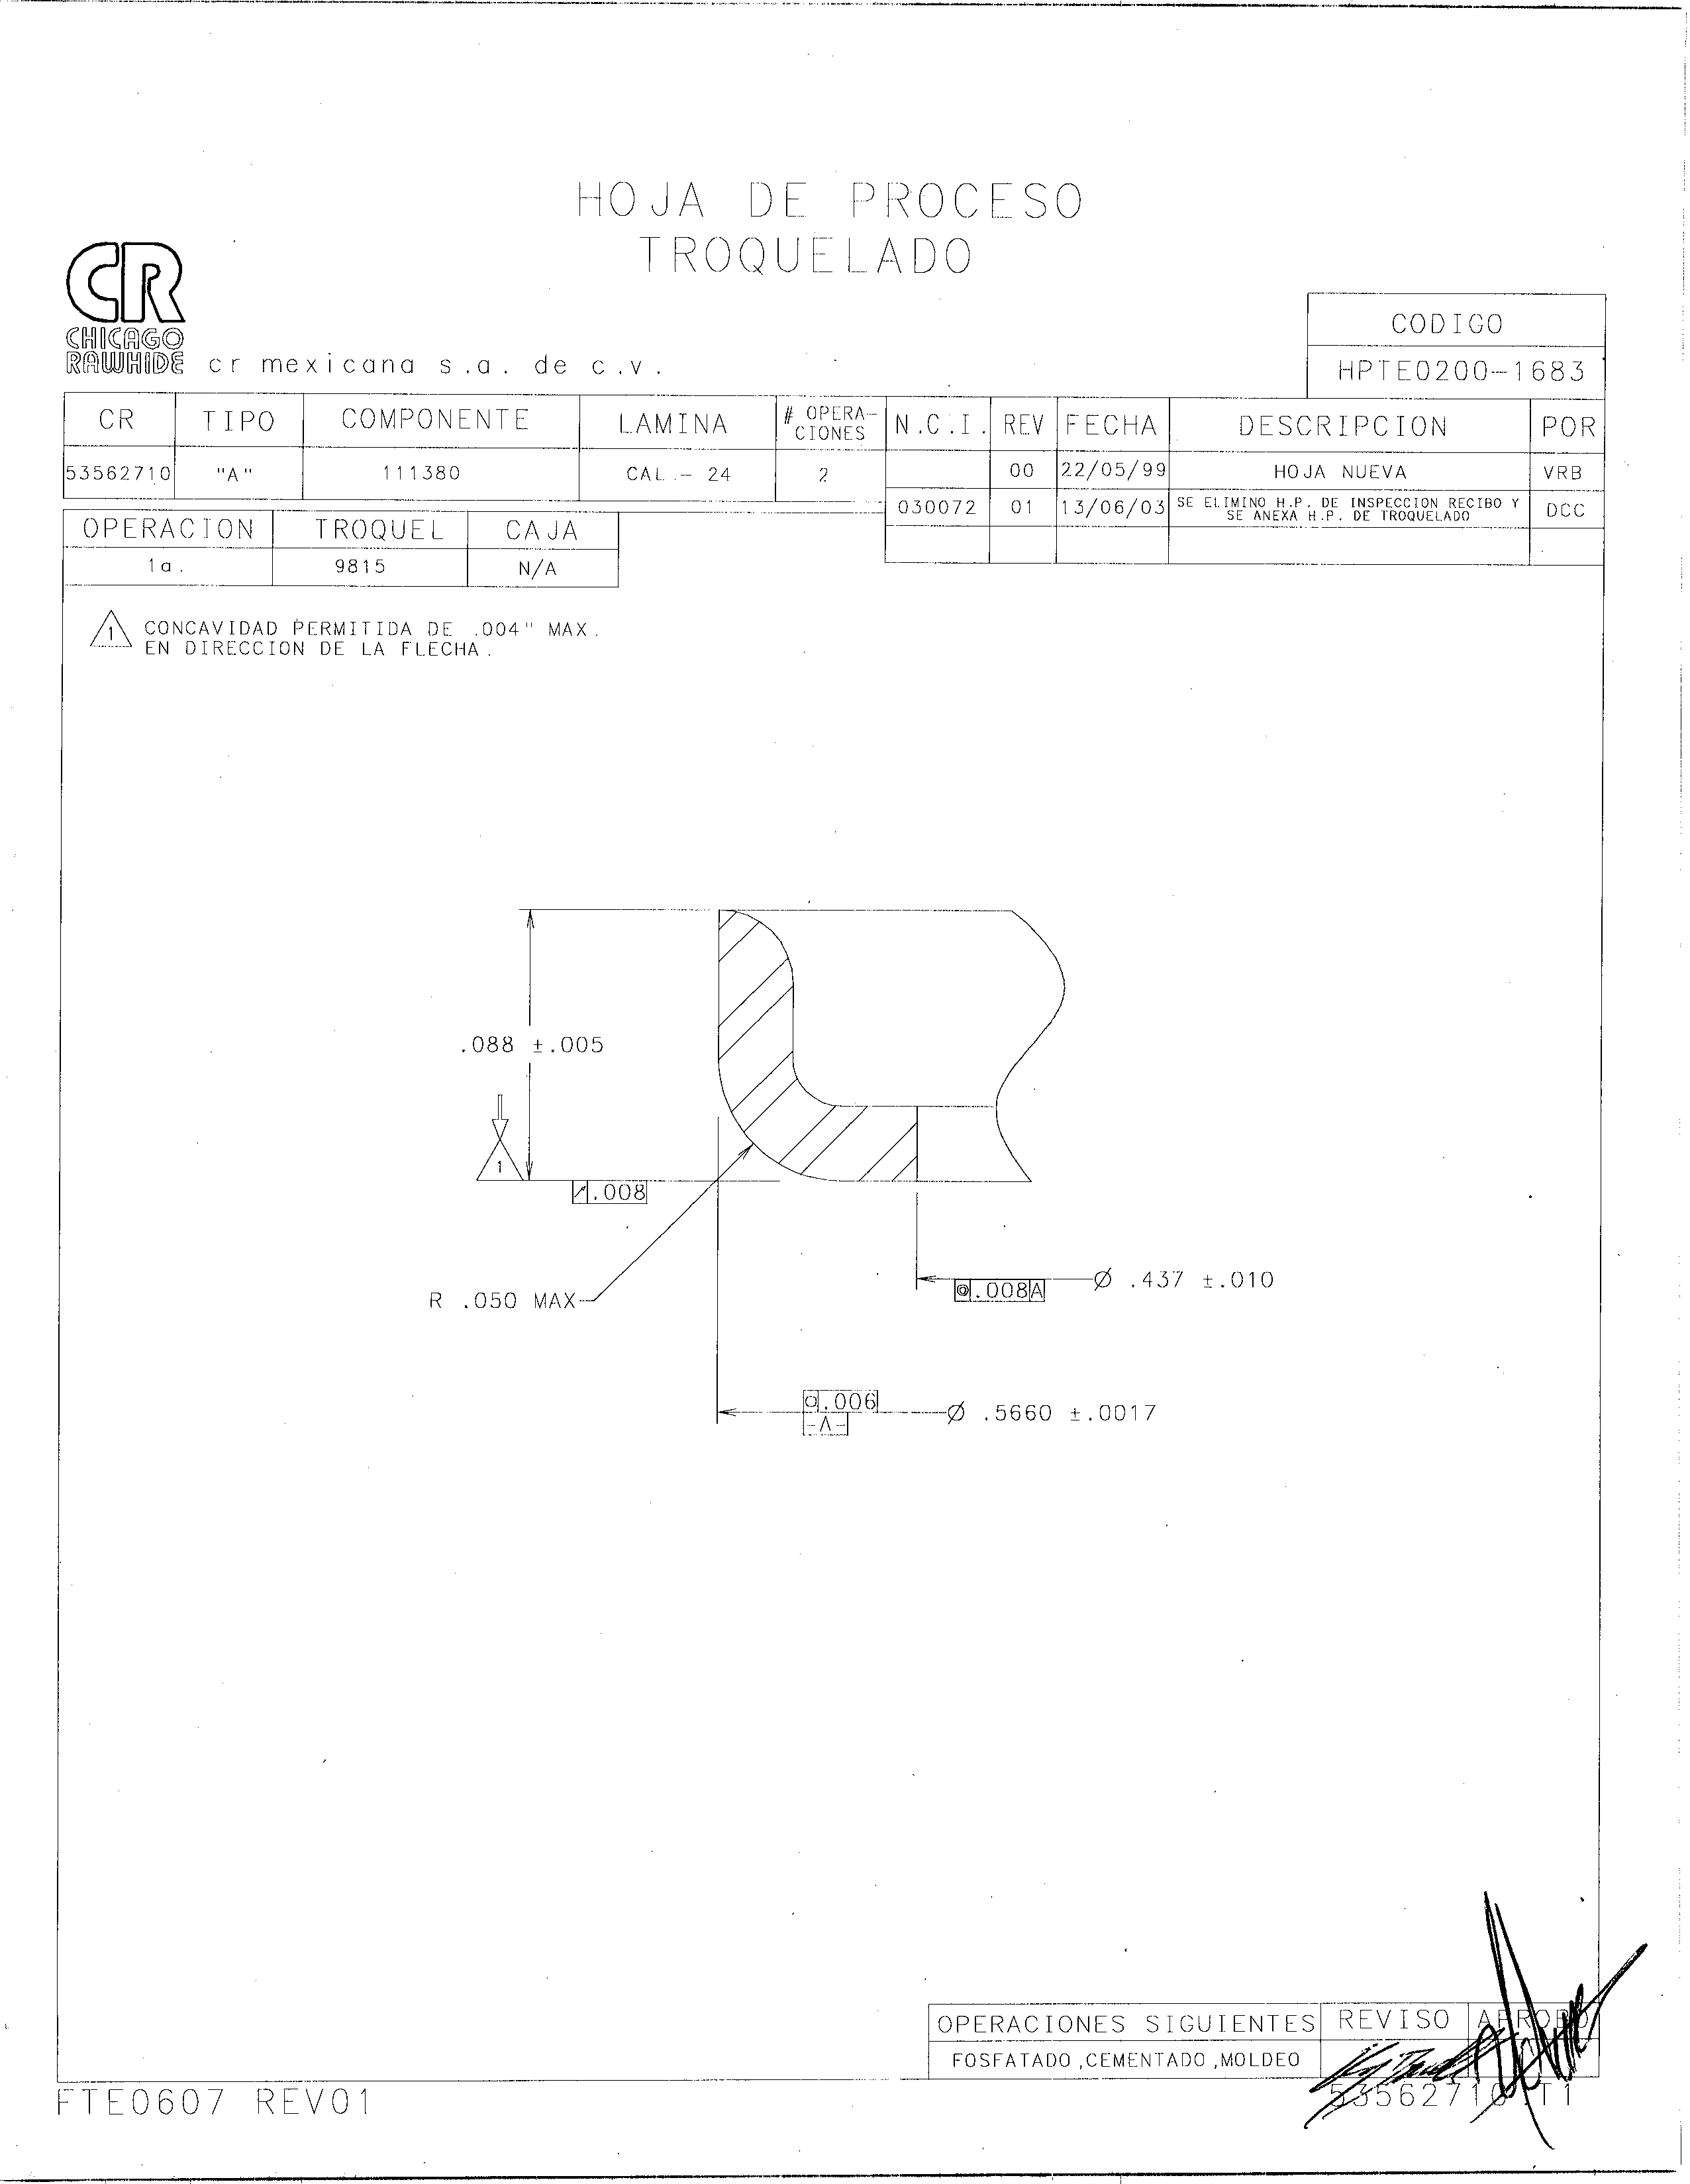 HOJA DE PROCESO
TROQUELADO
CR
CHICAGO
RAWHIDE cr mexicana s.a. de c.v.
CODIGO
HPTE0200-1683
CR TIPO COMPONENTE LAMINA # OPERA-CIONES
53562710 "A" 111380 CAL.- 24 2
N.C.I. REV FECHA DESCRIPCION POR
00 22/05/99 HOJA NUEVA VRB
030072 01 13/06/03 SE ELIMINO H.P. DE INSPECCION RECIBO Y
SE ANEXA H.P. DE TROQUELADO DCC
OPERACION TROQUEL CAJA
1a. 9815 N/A
1 CONCAVIDAD PERMITIDA DE .004" MAX.
EN DIRECCION DE LA FLECHA.
.088 ±.005
1
.008
R .050 MAX
.008 A Ø .437 ±.010
.006
-A- Ø .5660 ±.0017
OPERACIONES SIGUIENTES REVISO APROBO
FOSFATADO,CEMENTADO,MOLDEO
FTE0607 REV01